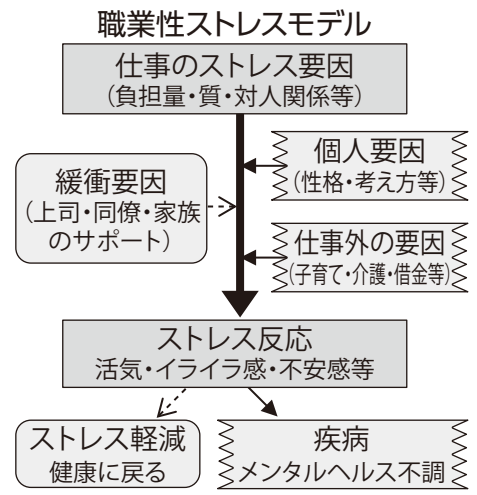 職業性ストレスモデル
仕事のストレス要因
（負担量・質・対人関係等）
個人要因
（性格・考え方等）
緩衝要因
（上司・同僚・家族
のサポート）
仕事外の要因
（子育て・介護・借金等）
ストレス反応
活気・イライラ感・不安感等
ストレス軽減
健康に戻る
疾病
メンタルヘルス不調